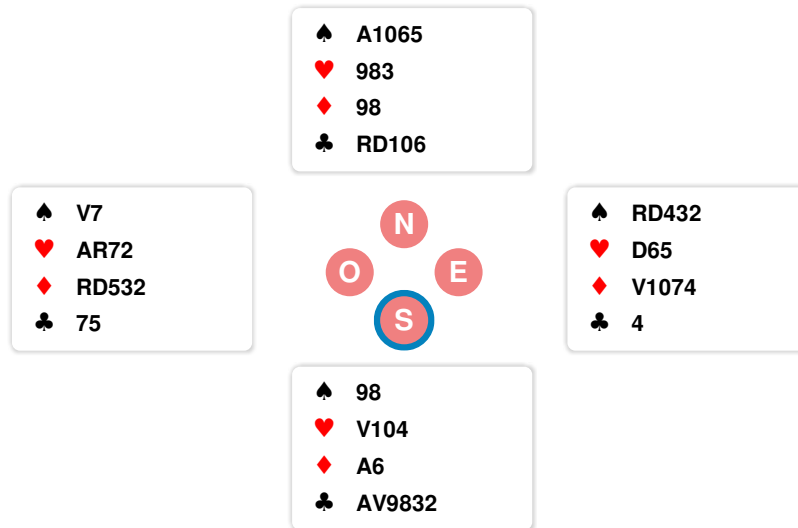 ♠ A1065
♥ 983
♦ 98
♣ RD106
♠ V7
♥ AR72
♦ RD532
♣ 75
N
O E
S
♠ RD432
♥ D65
♦ V1074
♣ 4
♠ 98
♥ V104
♦ A6
♣ AV9832